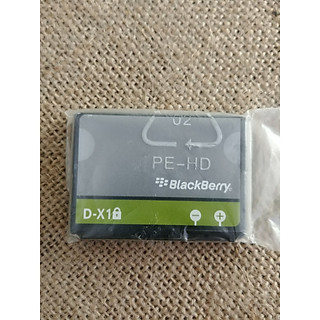 02
PE-HD
BlackBerry
D-X1